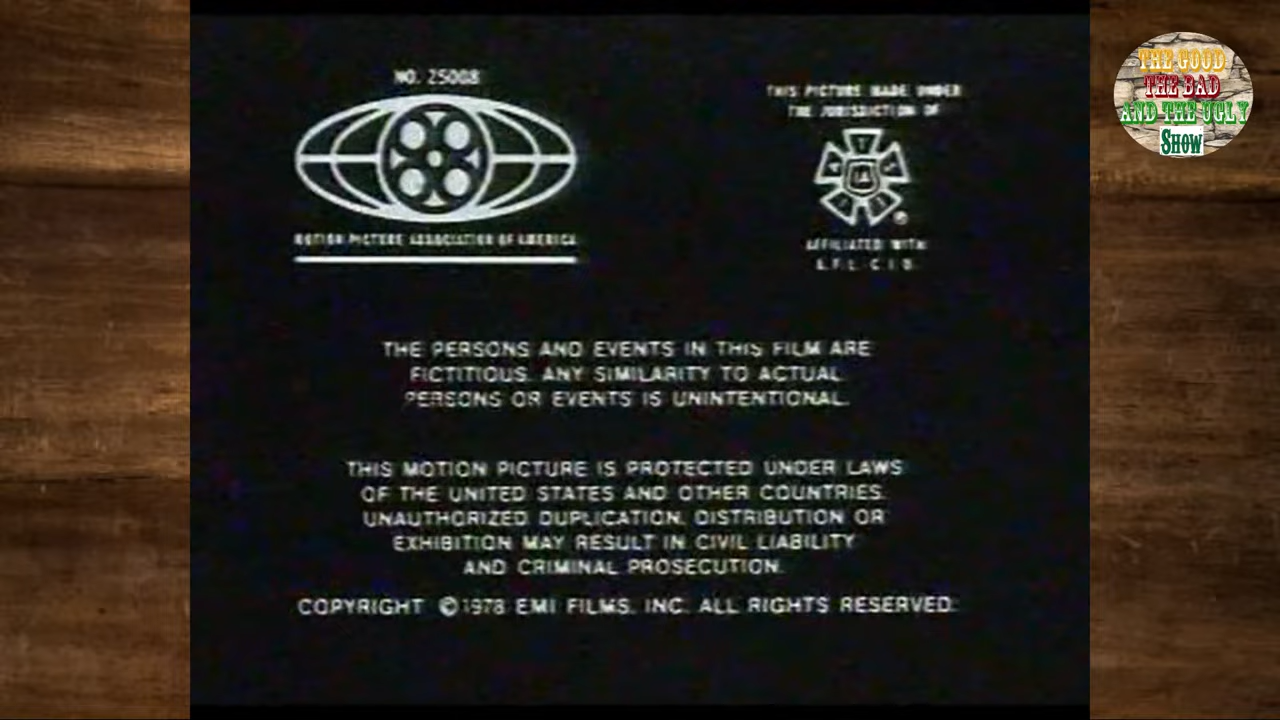 NO. 25008
MOTION PICTURE ASSOCIATION OF AMERICA
THIS PICTURE MADE UNDER
THE JURISDICTION OF
IA
®
AFFILIATED WITH
A.F.L. C.I.O.
THE GOOD
THE BAD
AND THE UGLY
SHOW
THE PERSONS AND EVENTS IN THIS FILM ARE
FICTITIOUS. ANY SIMILARITY TO ACTUAL
PERSONS OR EVENTS IS UNINTENTIONAL.
THIS MOTION PICTURE IS PROTECTED UNDER LAWS
OF THE UNITED STATES AND OTHER COUNTRIES.
UNAUTHORIZED DUPLICATION, DISTRIBUTION OR
EXHIBITION MAY RESULT IN CIVIL LIABILITY
AND CRIMINAL PROSECUTION.
COPYRIGHT ©1978 EMI FILMS, INC. ALL RIGHTS RESERVED.